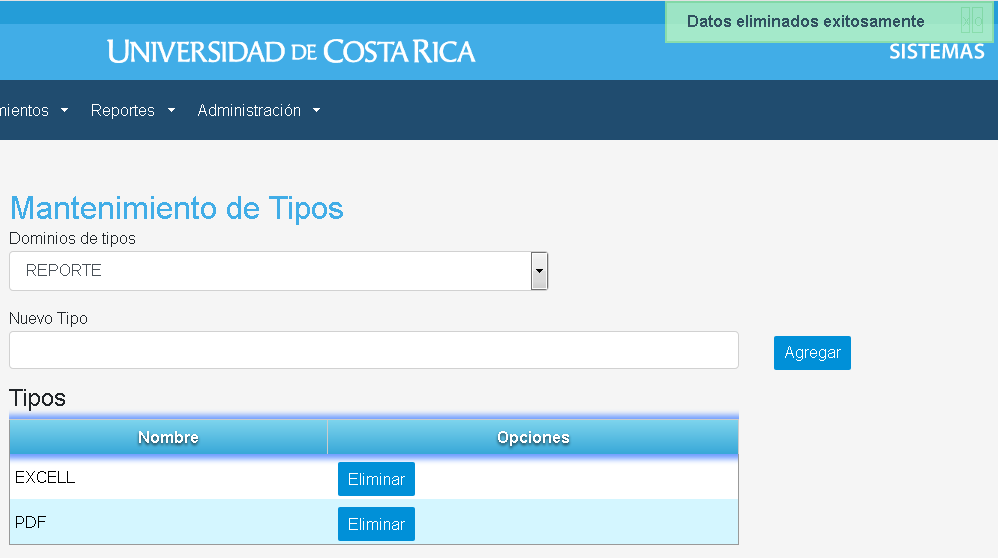 Datos eliminados exitosamente
UNIVERSIDAD DE COSTA RICA
SISTEMAS
mientos
Reportes
Administración
Mantenimiento de Tipos
Dominios de tipos
REPORTE
Nuevo Tipo
Agregar
Tipos
Nombre Opciones
EXCELL Eliminar
PDF Eliminar